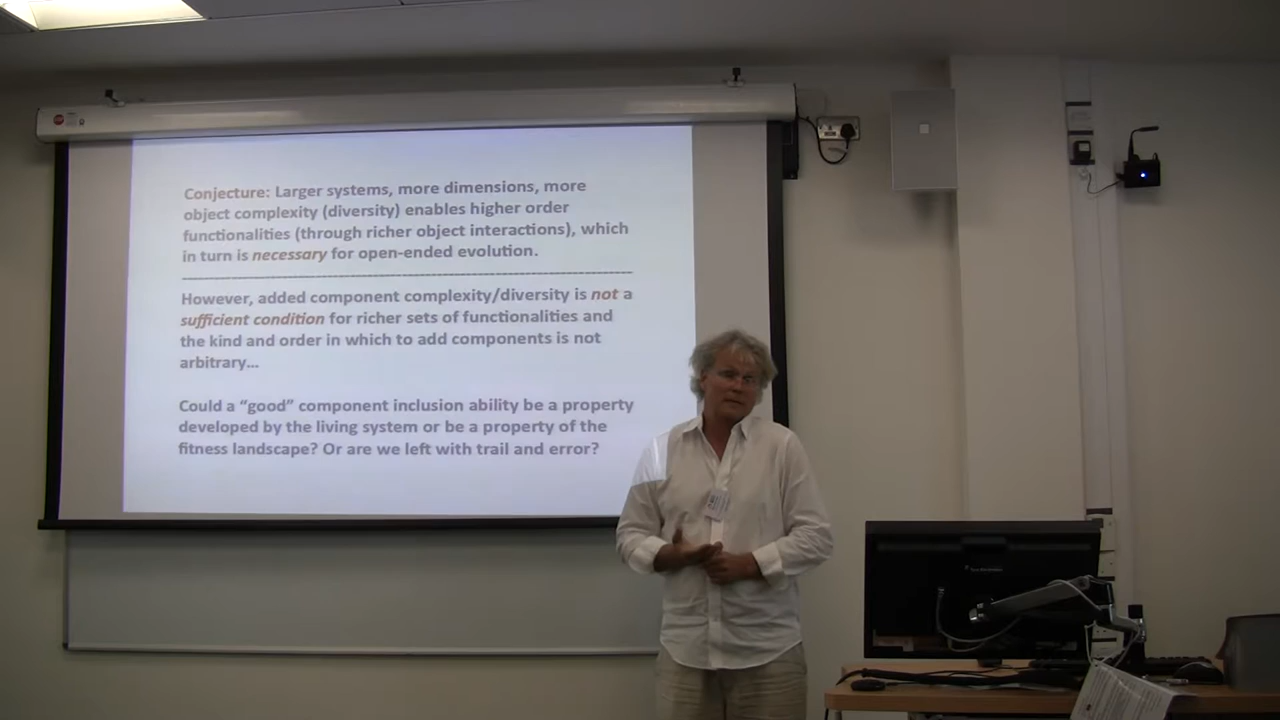 Conjecture: Larger systems, more dimensions, more
object complexity (diversity) enables higher order
functionalities (through richer object interactions), which
in turn is necessary for open-ended evolution.
However, added component complexity/diversity is not a
sufficient condition for richer sets of functionalities and
the kind and order in which to add components is not
arbitrary...
Could a “good” component inclusion ability be a property
developed by the living system or be a property of the
fitness landscape? Or are we left with trail and error?